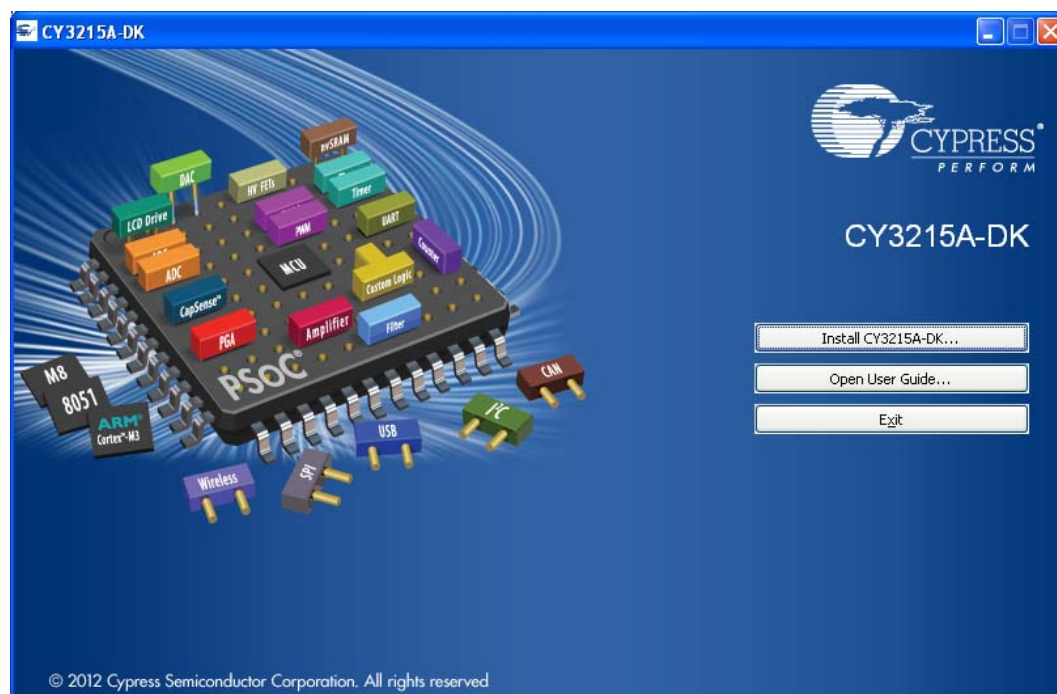 CY3215A-DK
CYPRESS
PERFORM
CY3215A-DK
Install CY3215A-DK...
Open User Guide...
Exit
nvSRAM
DAC
HV FETs
Timer
LCD Drive
PWM
UART
Counter
ADC
MCU
Custom Logic
CapSense™
PGA
Amplifier
Filter
PSOC®
M8
8051
ARM®
Cortex™-M3
CAN
I²C
USB
SPI
Wireless
© 2012 Cypress Semiconductor Corporation. All rights reserved